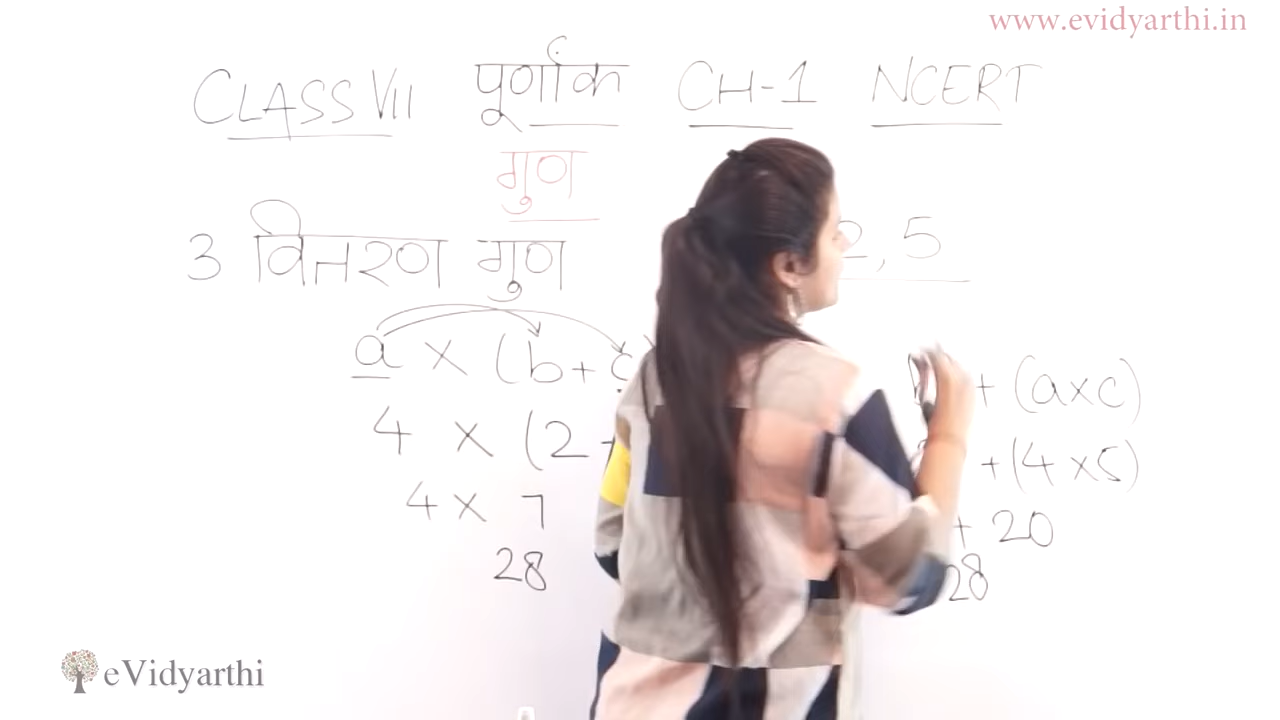 www.evidyarthi.in
CLASS VII पूर्णांक CH-1 NCERT
गुण
3 वितरण गुण 2, 5
a × (b + c) b + (a×c)
4 × (2 + + (4 ×5)
4 × 7 + 20
28 28
eVidyarthi